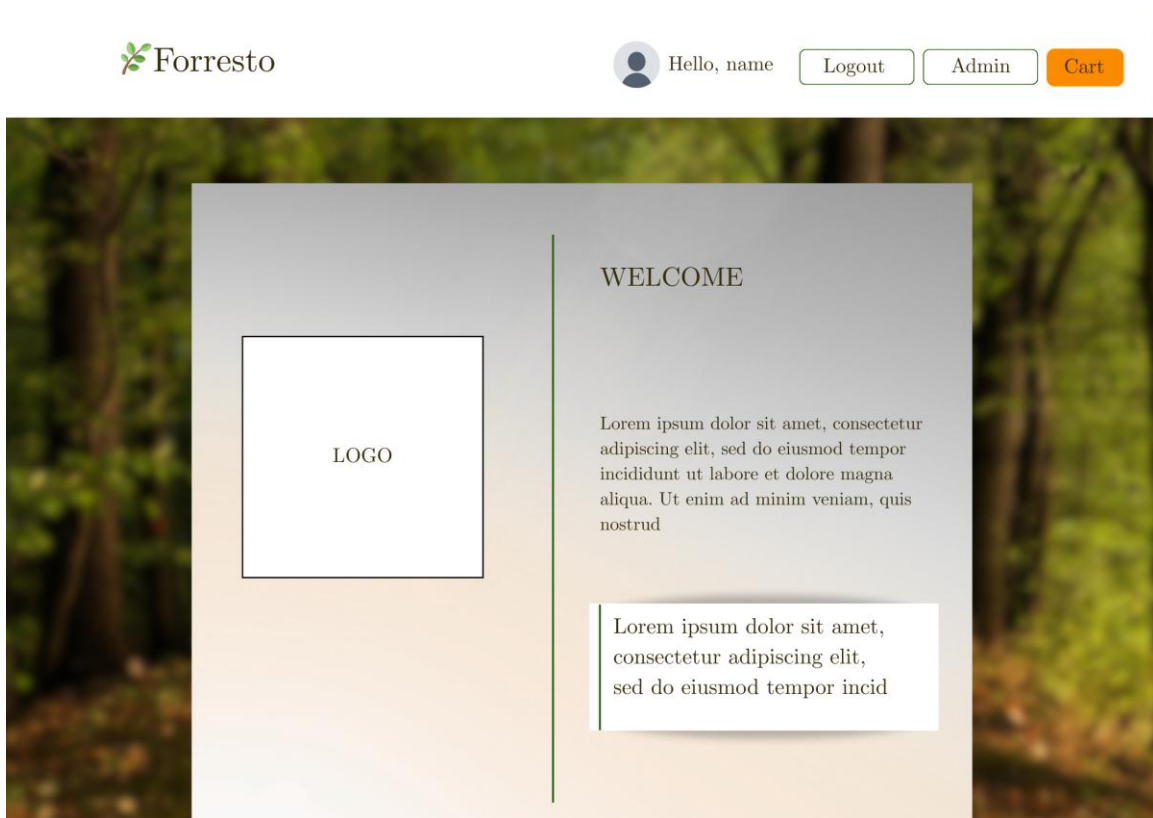 Forresto
Hello, name
Logout
Admin
Cart
WELCOME
LOGO
Lorem ipsum dolor sit amet, consectetur
adipiscing elit, sed do eiusmod tempor
incididunt ut labore et dolore magna
aliqua. Ut enim ad minim veniam, quis
nostrud
Lorem ipsum dolor sit amet,
consectetur adipiscing elit,
sed do eiusmod tempor incid